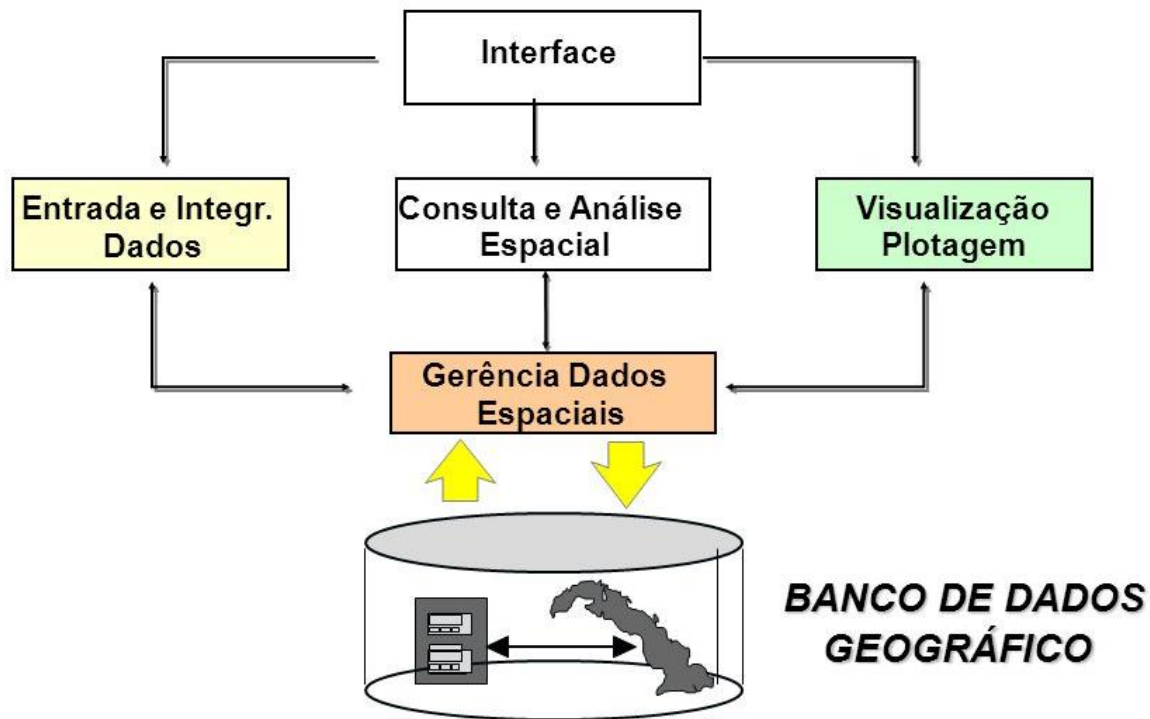 Interface
Entrada e Integr.
Dados
Consulta e Análise
Espacial
Visualização
Plotagem
Gerência Dados
Espaciais
BANCO DE DADOS
GEOGRÁFICO